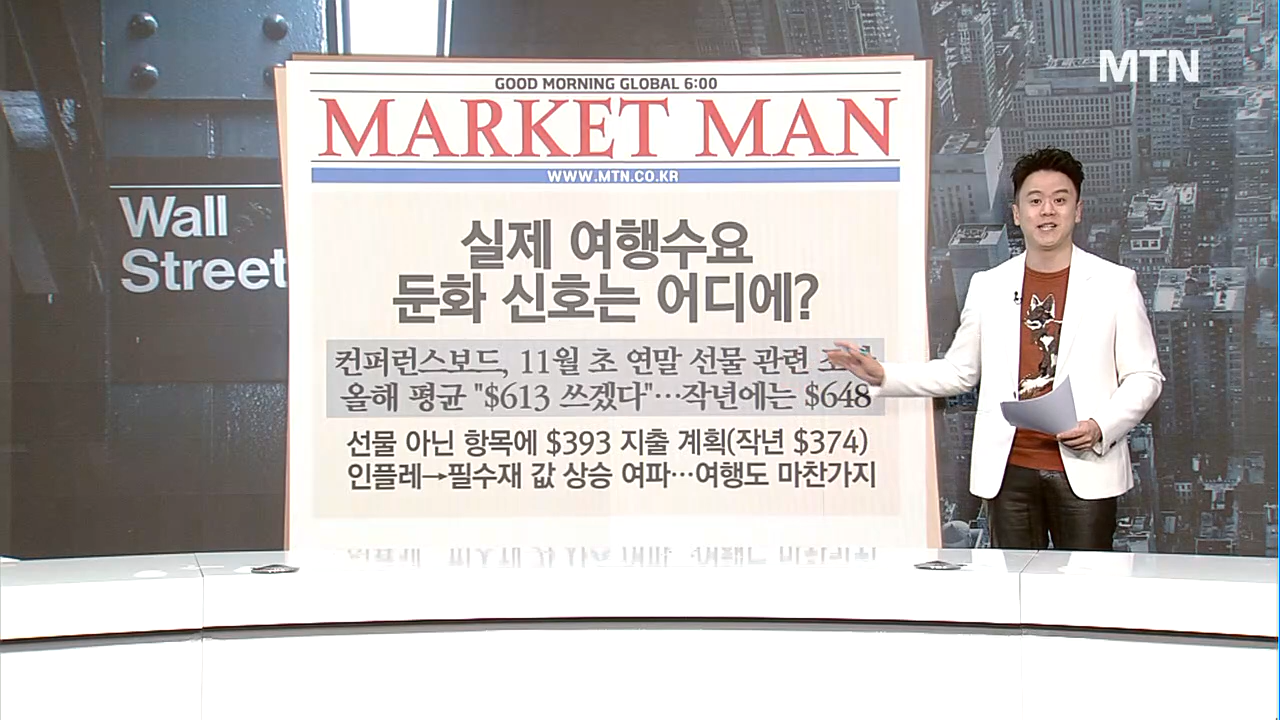 MTN
GOOD MORNING GLOBAL 6:00
MARKET MAN
WWW.MTN.CO.KR
Wall
Street
실제 여행수요
둔화 신호는 어디에?
컨퍼런스보드, 11월 초 연말 선물 관련
올해 평균 "$613 쓰겠다"…작년에는 $648
선물 아닌 항목에 $393 지출 계획(작년 $374)
인플레→필수재 값 상승 여파…여행도 마찬가지